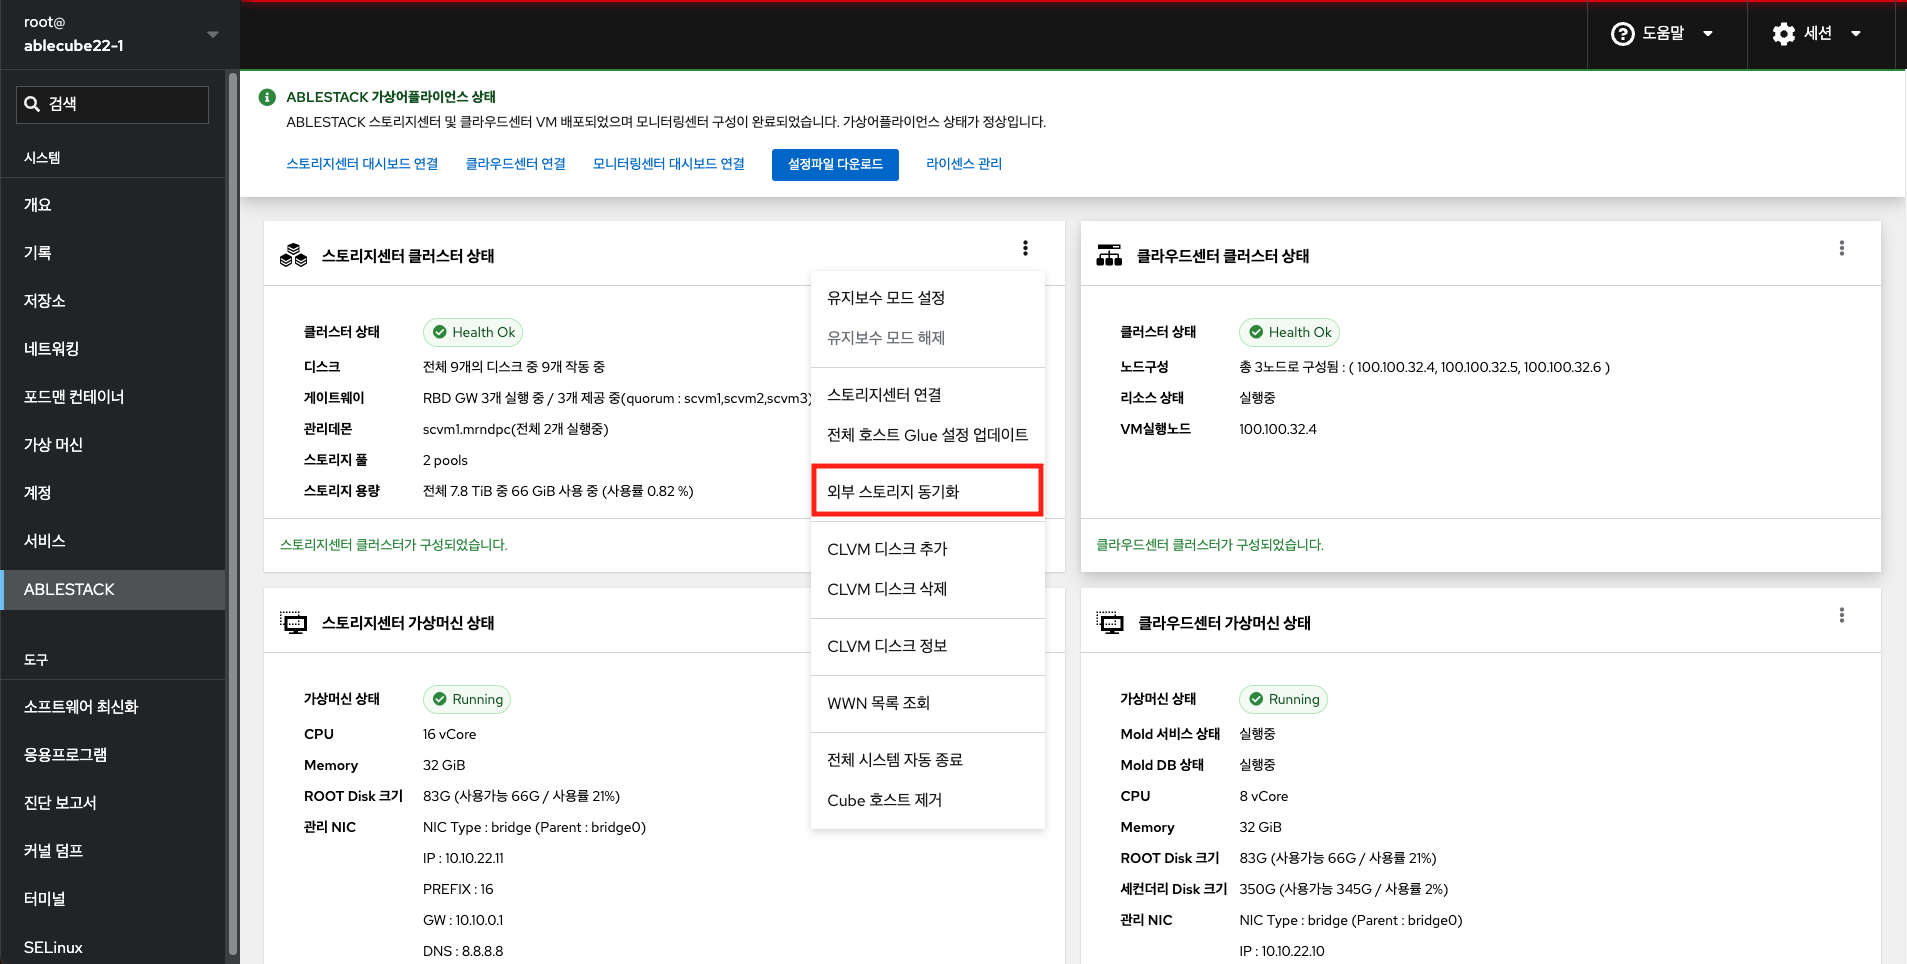 root@
ablecube22-1
도움말
세션
검색
시스템
개요
기록
저장소
네트워킹
포드맨 컨테이너
가상 머신
계정
서비스
ABLESTACK
도구
소프트웨어 최신화
응용프로그램
진단 보고서
커널 덤프
터미널
SELinux
ABLESTACK 가상어플라이언스 상태
ABLESTACK 스토리지센터 및 클라우드센터 VM 배포되었으며 모니터링센터 구성이 완료되었습니다. 가상어플라이언스 상태가 정상입니다.
스토리지센터 대시보드 연결 클라우드센터 연결 모니터링센터 대시보드 연결 설정파일 다운로드 라이센스 관리
스토리지센터 클러스터 상태
클러스터 상태 Health Ok
디스크 전체 9개의 디스크 중 9개 작동 중
게이트웨이 RBD GW 3개 실행 중 / 3개 제공 중(quorum : scvm1,scvm2,scvm3)
관리데몬 scvm1.mrndpc(전체 2개 실행중)
스토리지 풀 2 pools
스토리지 용량 전체 7.8 TiB 중 66 GiB 사용 중 (사용률 0.82 %)
스토리지센터 클러스터가 구성되었습니다.
유지보수 모드 설정
유지보수 모드 해제
스토리지센터 연결
전체 호스트 Glue 설정 업데이트
외부 스토리지 동기화
CLVM 디스크 추가
CLVM 디스크 삭제
CLVM 디스크 정보
WWN 목록 조회
전체 시스템 자동 종료
Cube 호스트 제거
클라우드센터 클러스터 상태
클러스터 상태 Health Ok
노드구성 총 3노드로 구성됨 : ( 100.100.32.4, 100.100.32.5, 100.100.32.6 )
리소스 상태 실행중
VM실행노드 100.100.32.4
클라우드센터 클러스터가 구성되었습니다.
스토리지센터 가상머신 상태
가상머신 상태 Running
CPU 16 vCore
Memory 32 GiB
ROOT Disk 크기 83G (사용가능 66G / 사용률 21%)
관리 NIC NIC Type : bridge (Parent : bridge0)
IP : 10.10.22.11
PREFIX : 16
GW : 10.10.0.1
DNS : 8.8.8.8
클라우드센터 가상머신 상태
가상머신 상태 Running
Mold 서비스 상태 실행중
Mold DB 상태 실행중
CPU 8 vCore
Memory 32 GiB
ROOT Disk 크기 83G (사용가능 66G / 사용률 21%)
세컨더리 Disk 크기 350G (사용가능 345G / 사용률 2%)
관리 NIC NIC Type : bridge (Parent : bridge0)
IP : 10.10.22.10